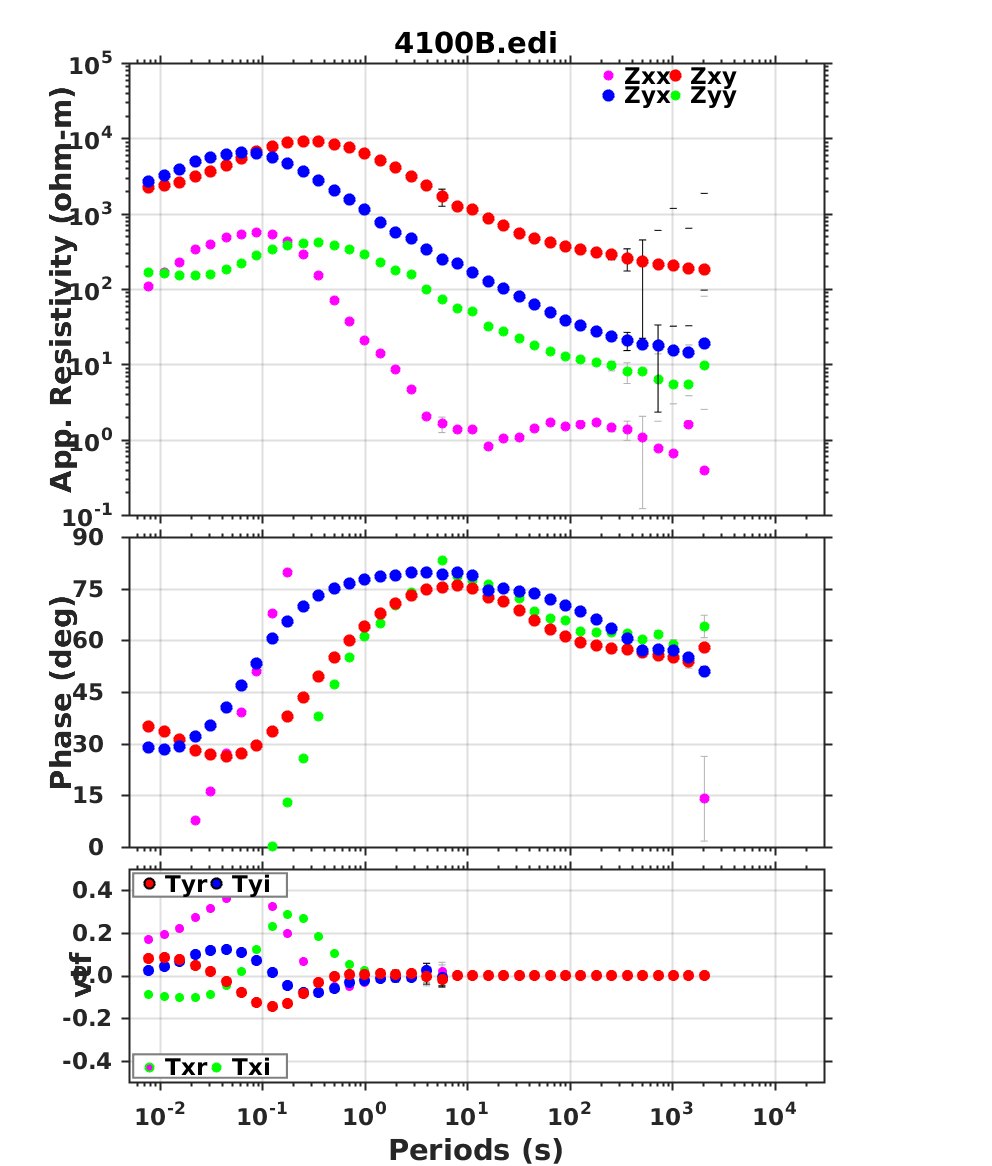 4100B.edi
Zxx Zxy
Zyx Zyy
10^5
10^4
10^3
10^2
10^1
10^0
10^-1
App. Resistivity (ohm-m)
90
75
60
45
30
15
0
Phase (deg)
Tyr Tyi
0.4
0.2
0.0
-0.2
-0.4
vtf
Txr Txi
10^-2 10^-1 10^0 10^1 10^2 10^3 10^4
Periods (s)